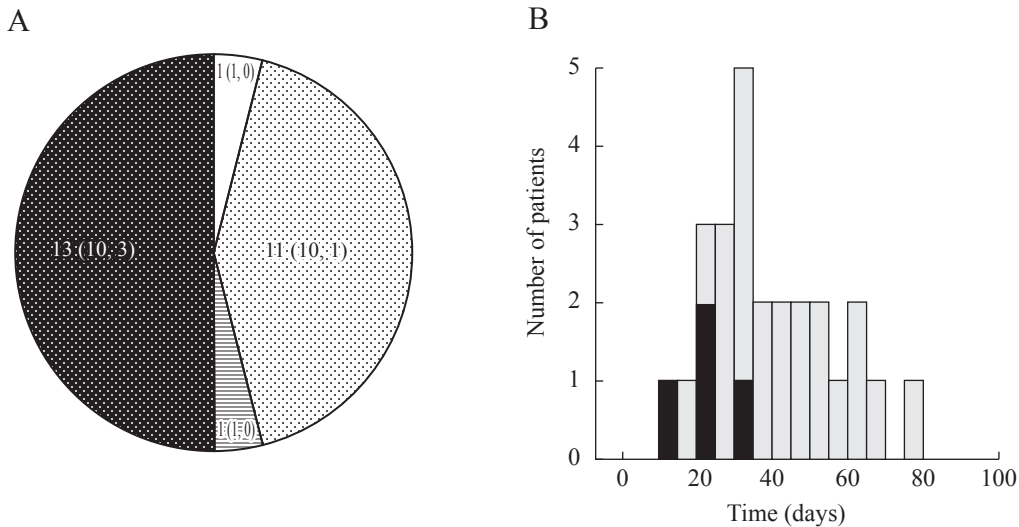 A
1 (1, 0)
13 (10, 3)
11 (10, 1)
1 (1, 0)
B
Number of patients
5
4
3
2
1
0
0
20
40
60
80
100
Time (days)